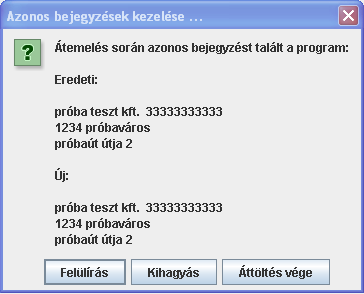 Azonos bejegyzések kezelése ...
Átemelés során azonos bejegyzést talált a program:
Eredeti:
próba teszt kft.  33333333333
1234 próbaváros
próbaút útja 2
Új:
próba teszt kft.  33333333333
1234 próbaváros
próbaút útja 2
Felülírás
Kihagyás
Áttöltés vége